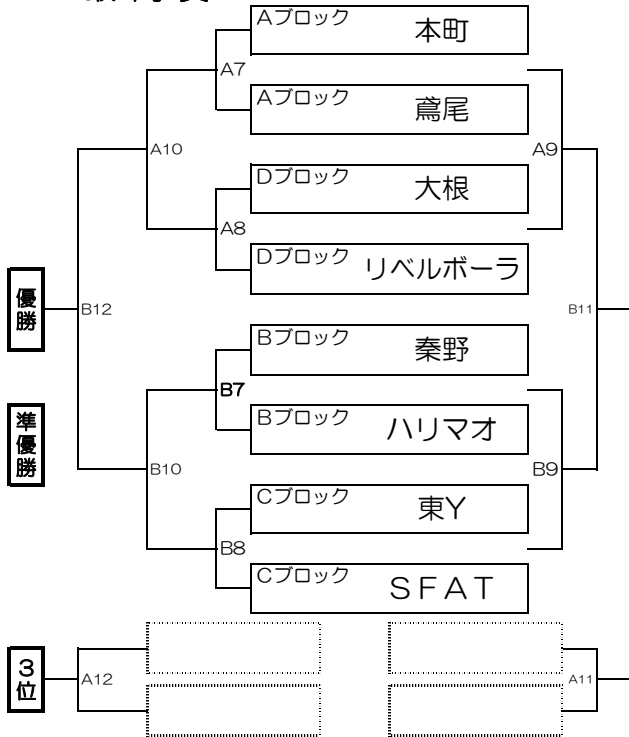 Aブロック 本町
A7
Aブロック 鳶尾
A10
A9
Dブロック 大根
A8
Dブロック リベルボーラ
優勝
B12
B11
Bブロック 秦野
B7
準優勝
Bブロック ハリマオ
B10
B9
Cブロック 東Y
B8
Cブロック SFAT
3位
A12
A11